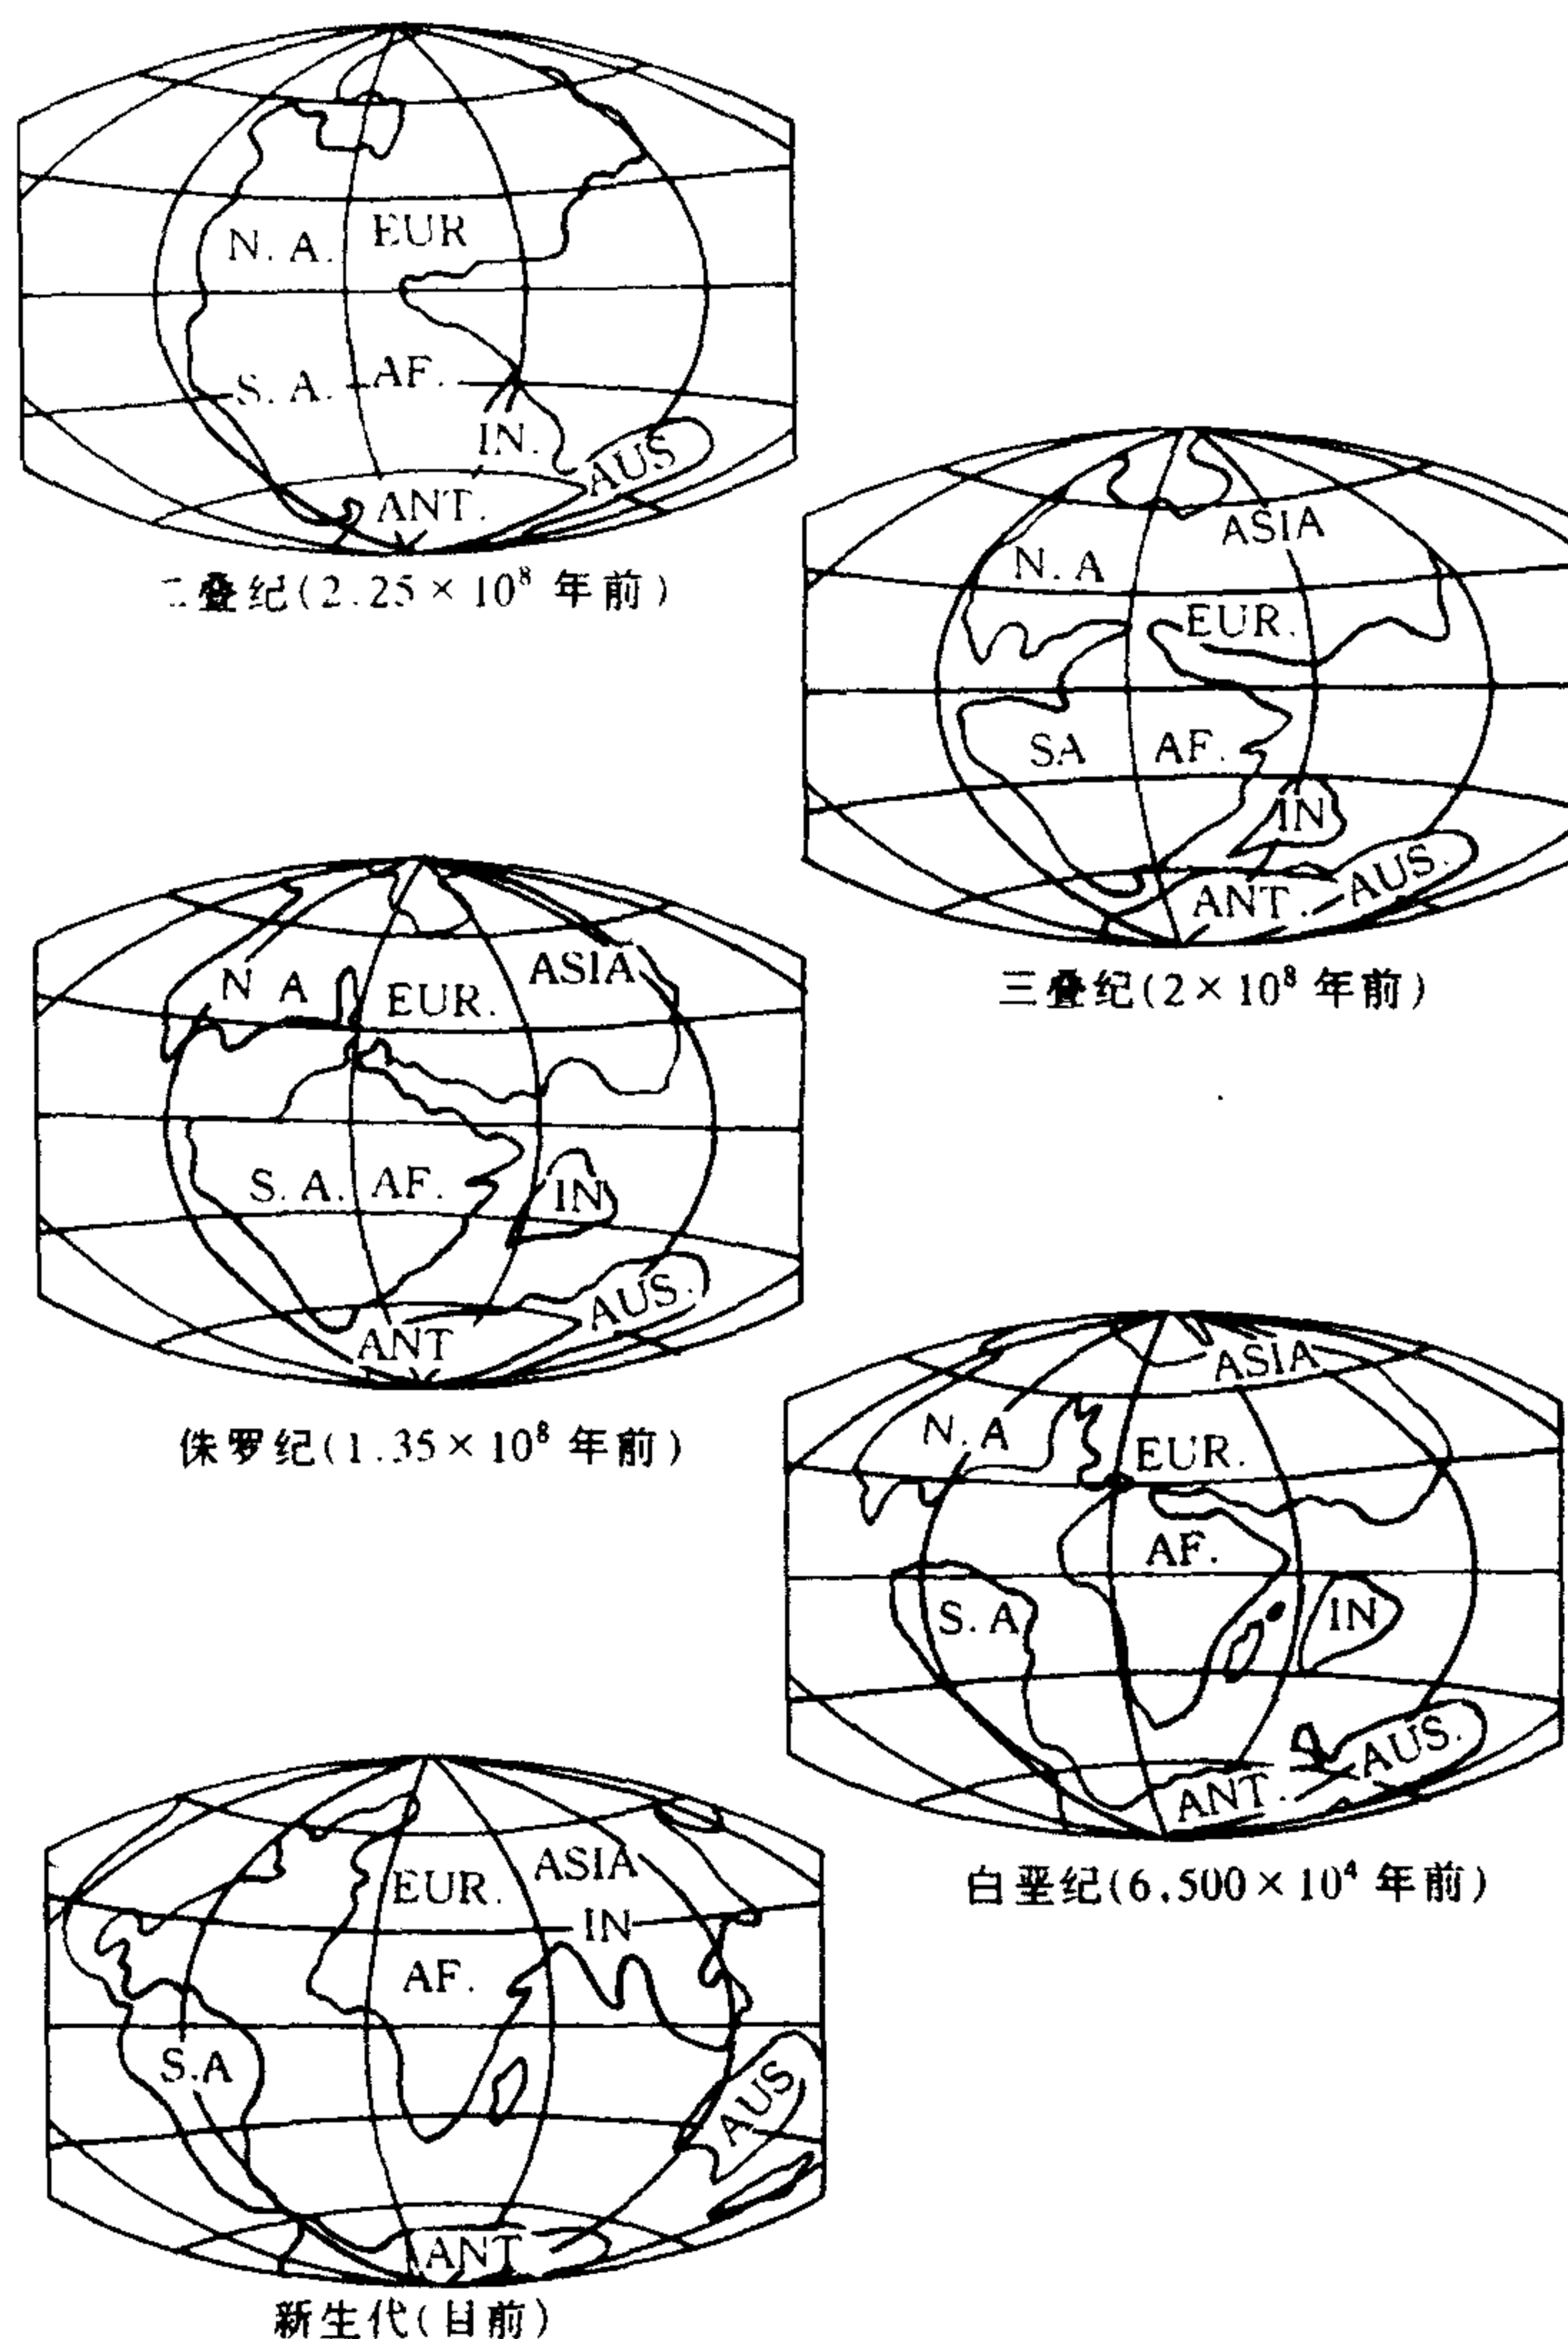 N. A. EUR
S. A. AF.
IN. AUS
ANT.
二叠纪(2.25×10⁸ 年前)
ASIA
N. A
EUR.
SA AF.
IN
ANT. AUS.
三叠纪(2×10⁸ 年前)
N A EUR. ASIA
S. A. AF. IN
AUS.
ANT
侏罗纪(1.35×10⁸ 年前)
ASIA
N. A EUR.
AF.
S. A IN
AUS.
ANT.
白垩纪(6.500×10⁴ 年前)
EUR. ASIA
IN
AF.
S.A
AUS
ANT
新生代(目前)